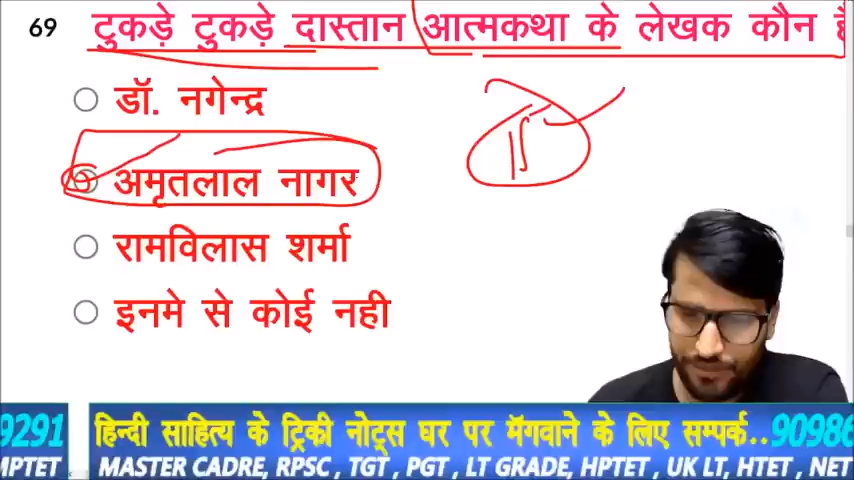 69 टुकड़े टुकड़े दास्तान आत्मकथा के लेखक कौन है
डॉ. नगेन्द्र
अमृतलाल नागर
रामविलास शर्मा
इनमे से कोई नही
9291 हिन्दी साहित्य के ट्रिकी नोट्स घर पर मॅगवाने के लिए सम्पर्क..90986
MPTET MASTER CADRE, RPSC , TGT , PGT , LT GRADE, HPTET , UK LT, HTET , NET